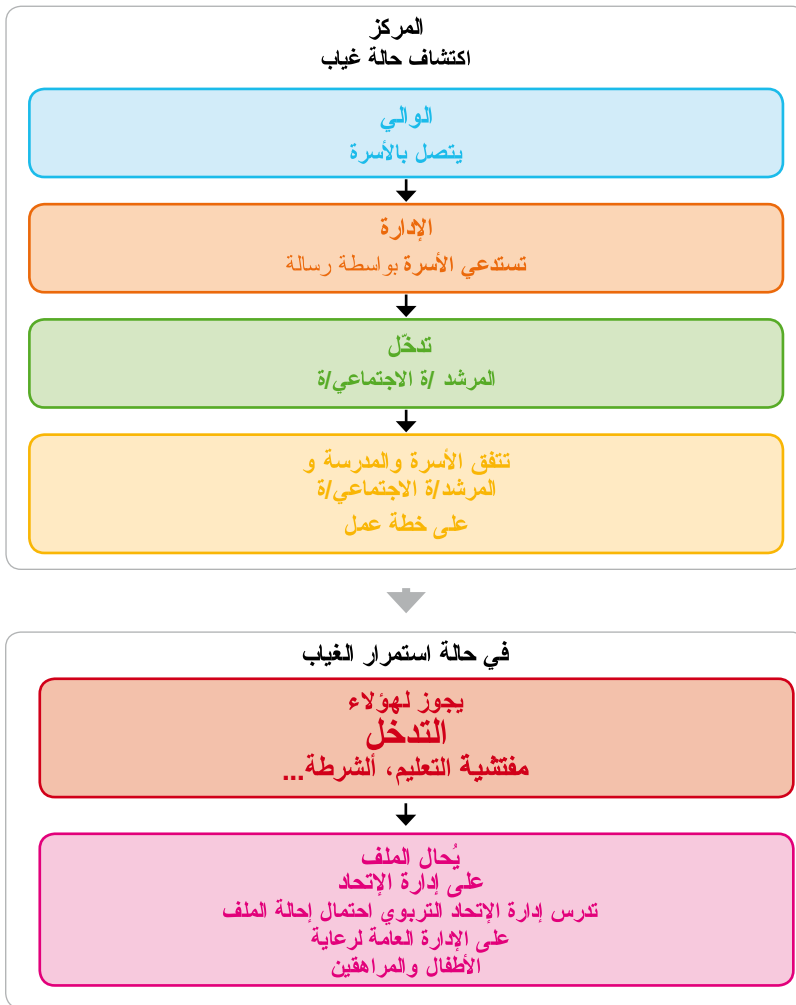 المركز
اكتشاف حالة غياب
الوالي
يتصل بالأسرة
الإدارة
تستدعي الأسرة بواسطة رسالة
تدخّل
المرشد /ة الاجتماعي/ة
تتفق الأسرة والمدرسة و
المرشد/ة الاجتماعي/ة
على خطة عمل
في حالة استمرار الغياب
يجوز لهؤلاء
التدخل
مفتشية التعليم، ألشرطة...
يُحال الملف
على إدارة الإتحاد
تدرس إدارة الإتحاد التربوي احتمال إحالة الملف
على الإدارة العامة لرعاية
الأطفال والمراهقين